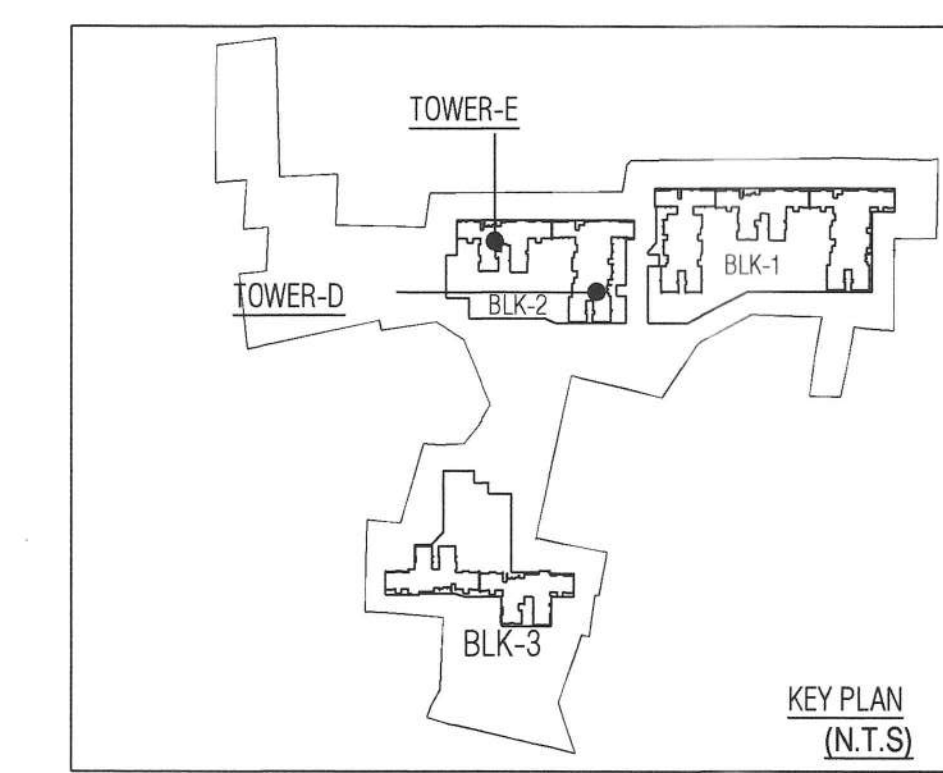 TOWER-E
BLK-1
TOWER-D
BLK-2
BLK-3
KEY PLAN
(N.T.S)